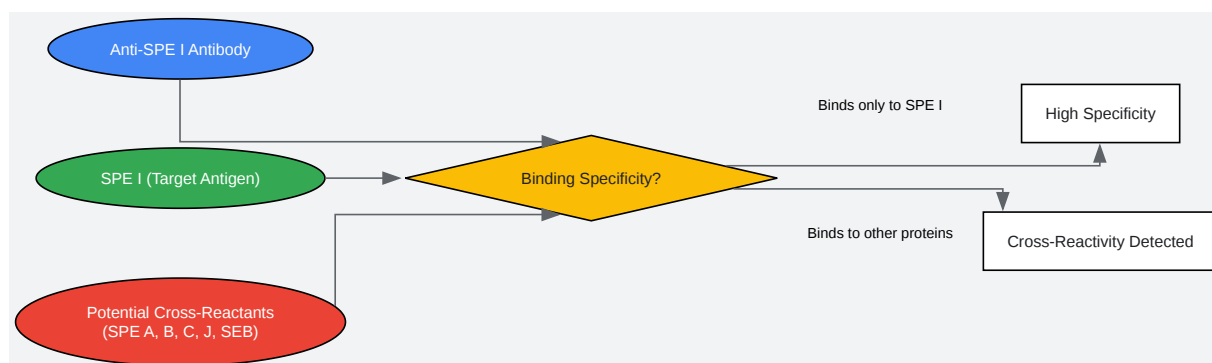 Anti-SPE I Antibody
Binds only to SPE I
High Specificity
SPE I (Target Antigen)
Binding Specificity?
Binds to other proteins
Cross-Reactivity Detected
Potential Cross-Reactants
(SPE A, B, C, J, SEB)